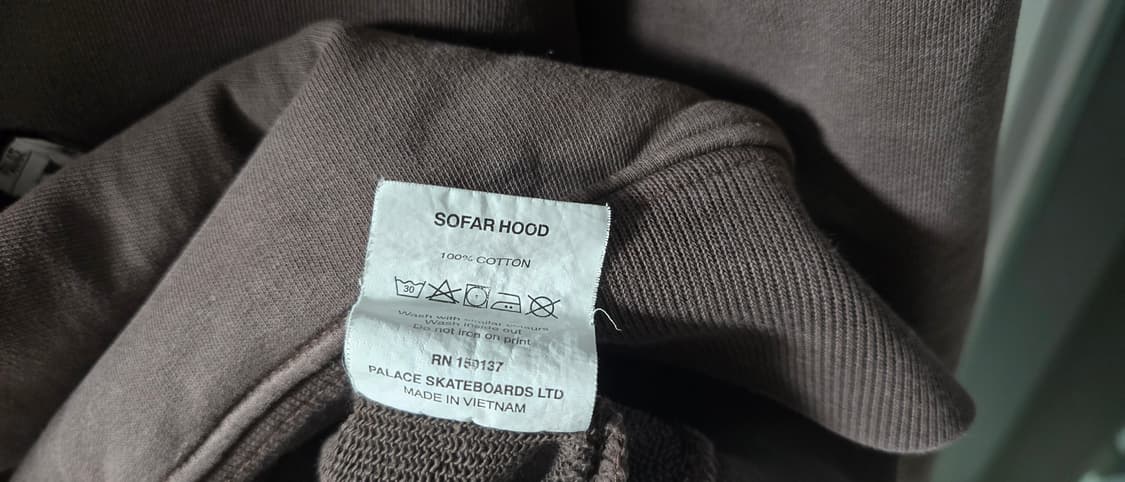 SOFAR HOOD
100% COTTON
30
Wash with similar colours
Wash inside out
Do not iron on print
RN 150137
PALACE SKATEBOARDS LTD
MADE IN VIETNAM